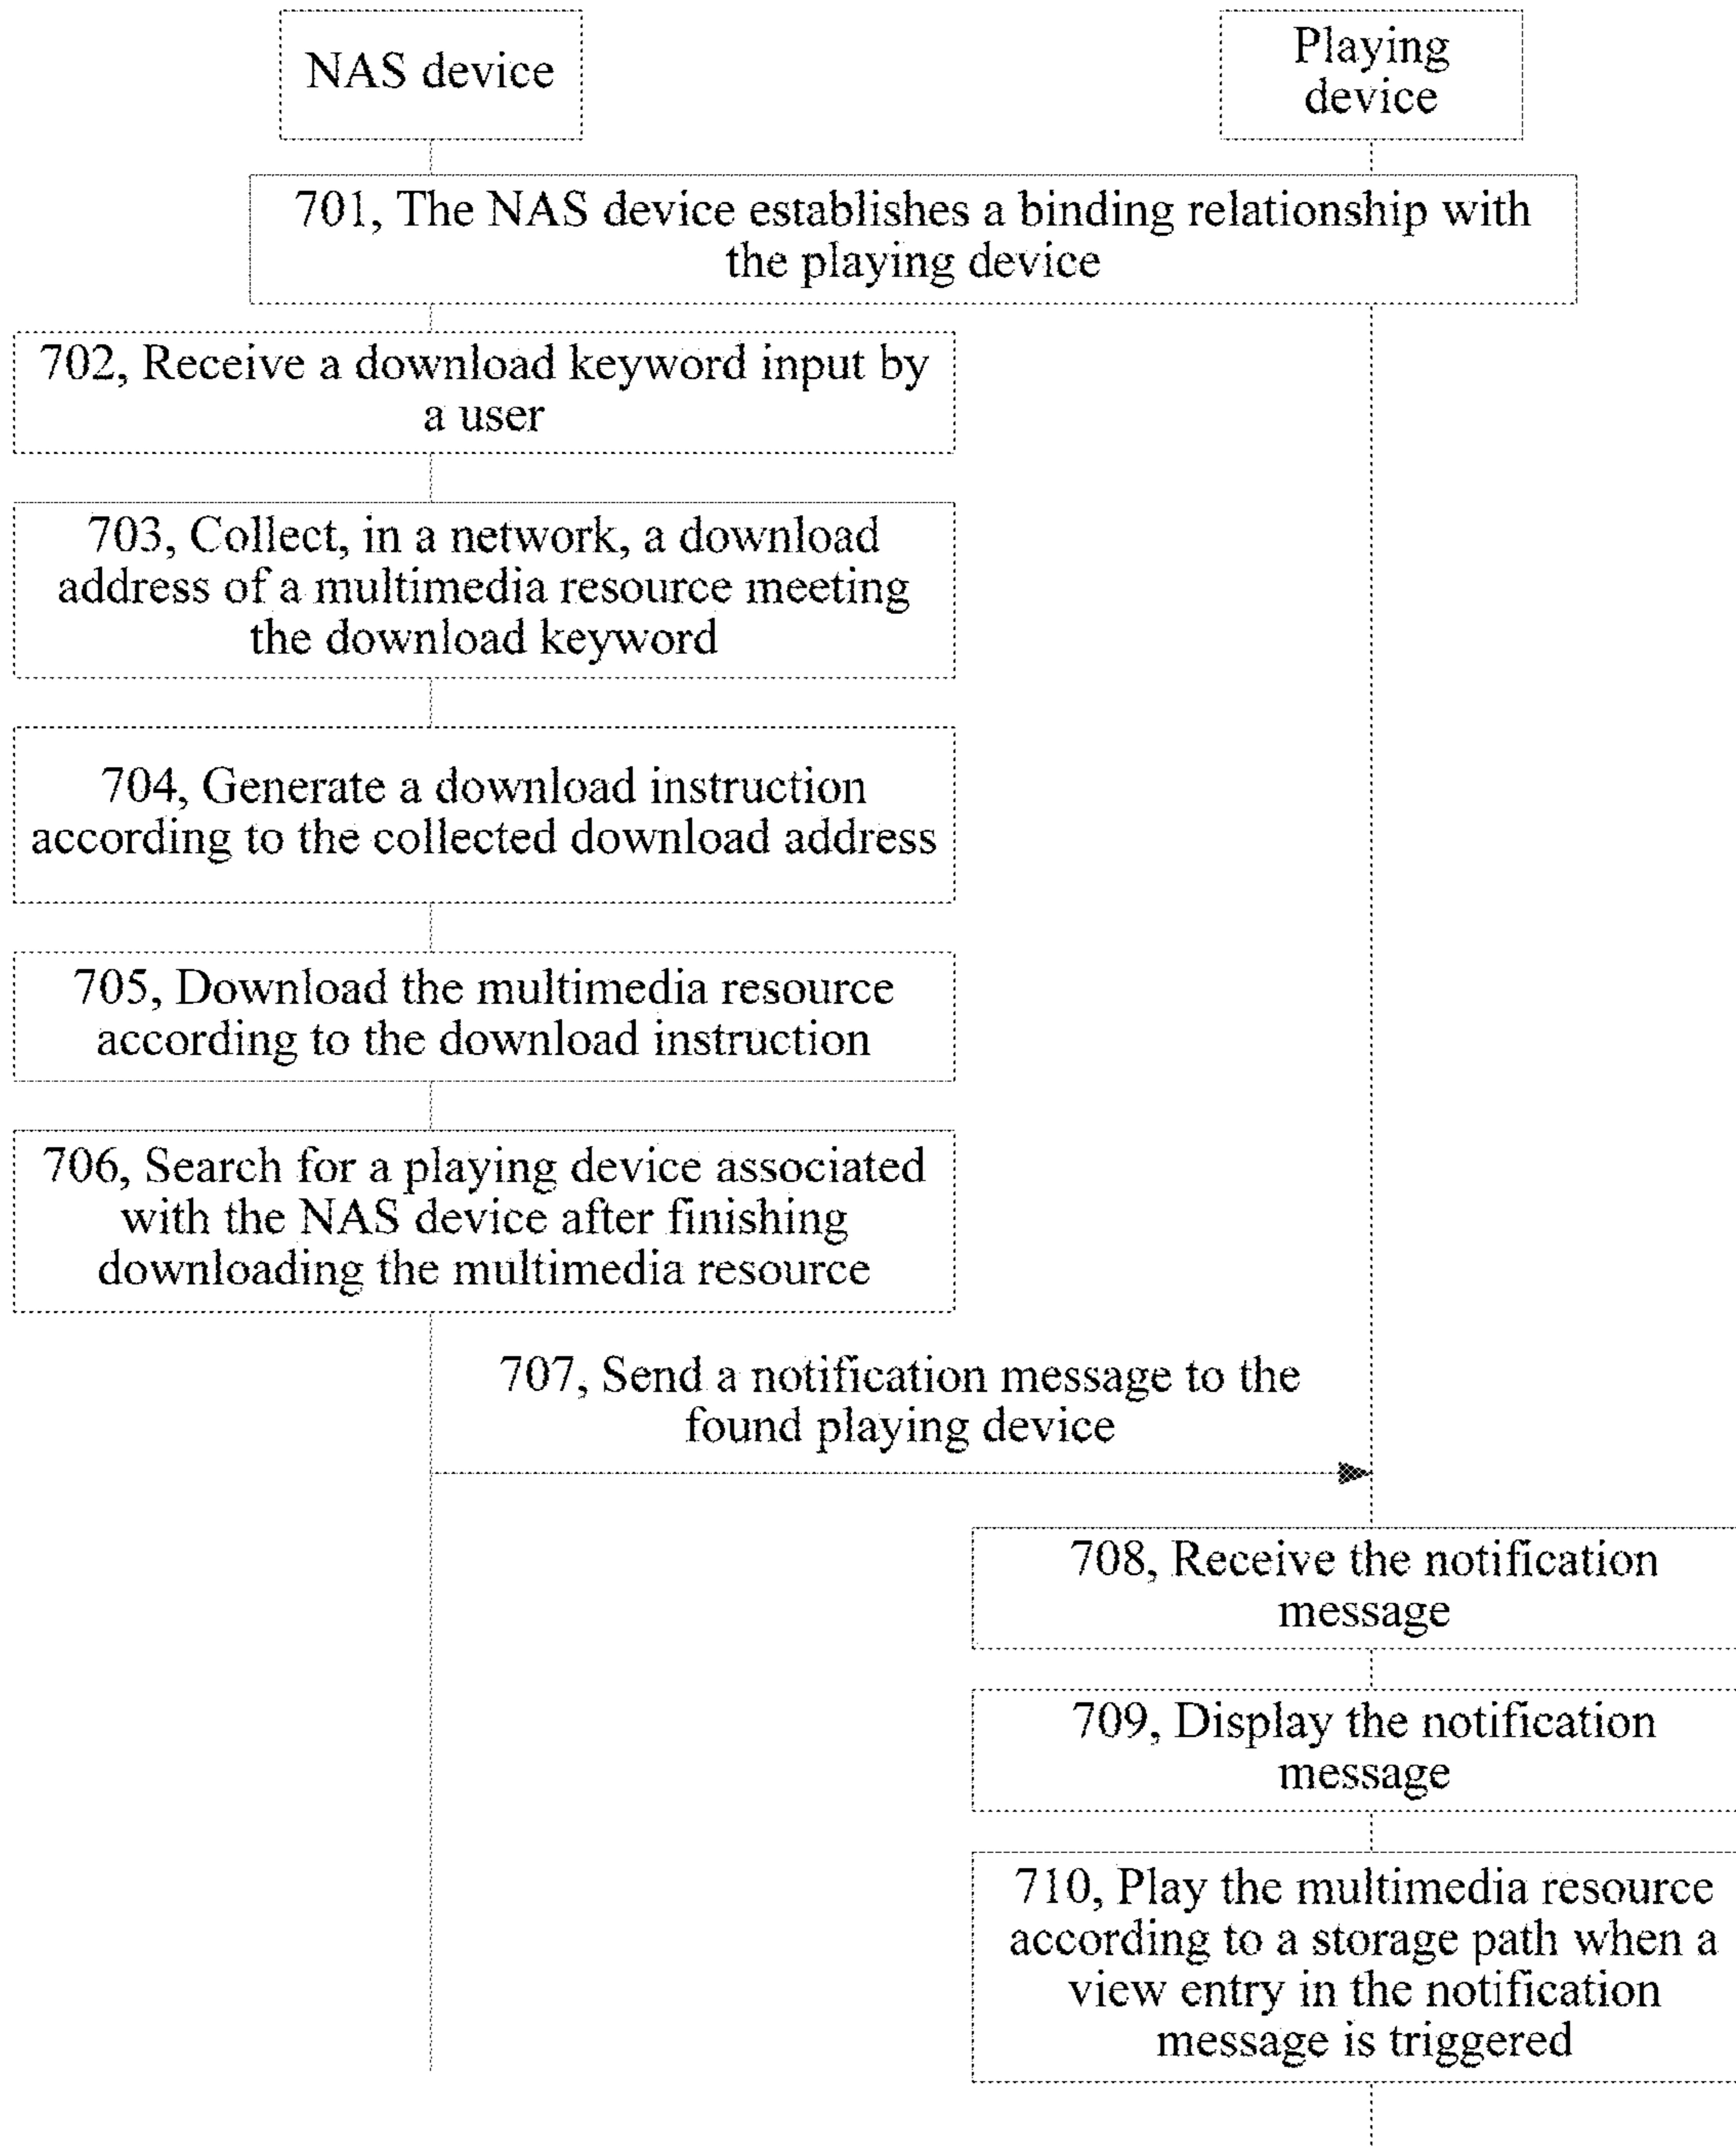 NAS device
Playing
device
701, The NAS device establishes a binding relationship with
the playing device
702, Receive a download keyword input by
a user
703, Collect, in a network, a download
address of a multimedia resource meeting
the download keyword
704, Generate a download instruction
according to the collected download address
705, Download the multimedia resource
according to the download instruction
706, Search for a playing device associated
with the NAS device after finishing
downloading the multimedia resource
707, Send a notification message to the
found playing device
708, Receive the notification
message
709, Display the notification
message
710, Play the multimedia resource
according to a storage path when a
view entry in the notification
message is triggered